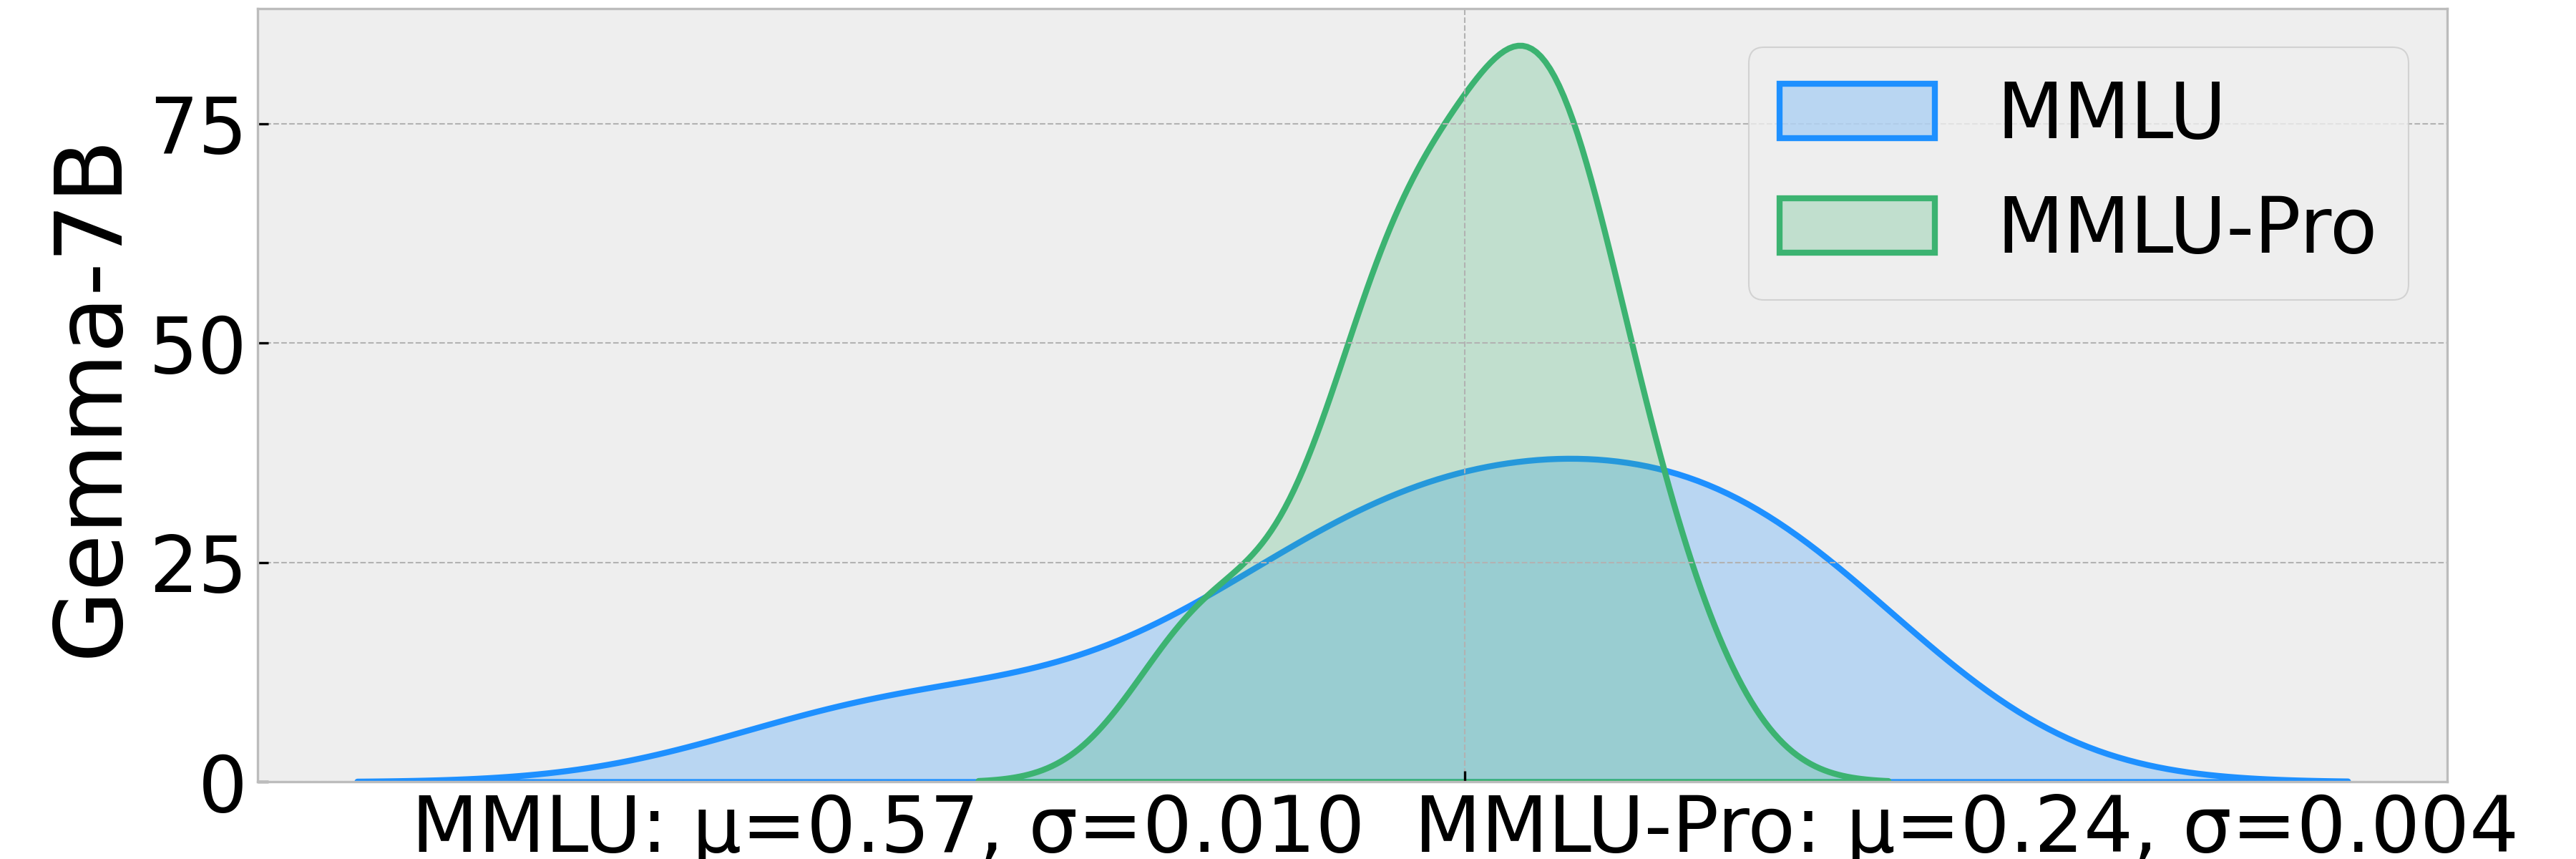 Gemma-7B
75
50
25
0
MMLU
MMLU-Pro
MMLU: μ=0.57, σ=0.010 MMLU-Pro: μ=0.24, σ=0.004